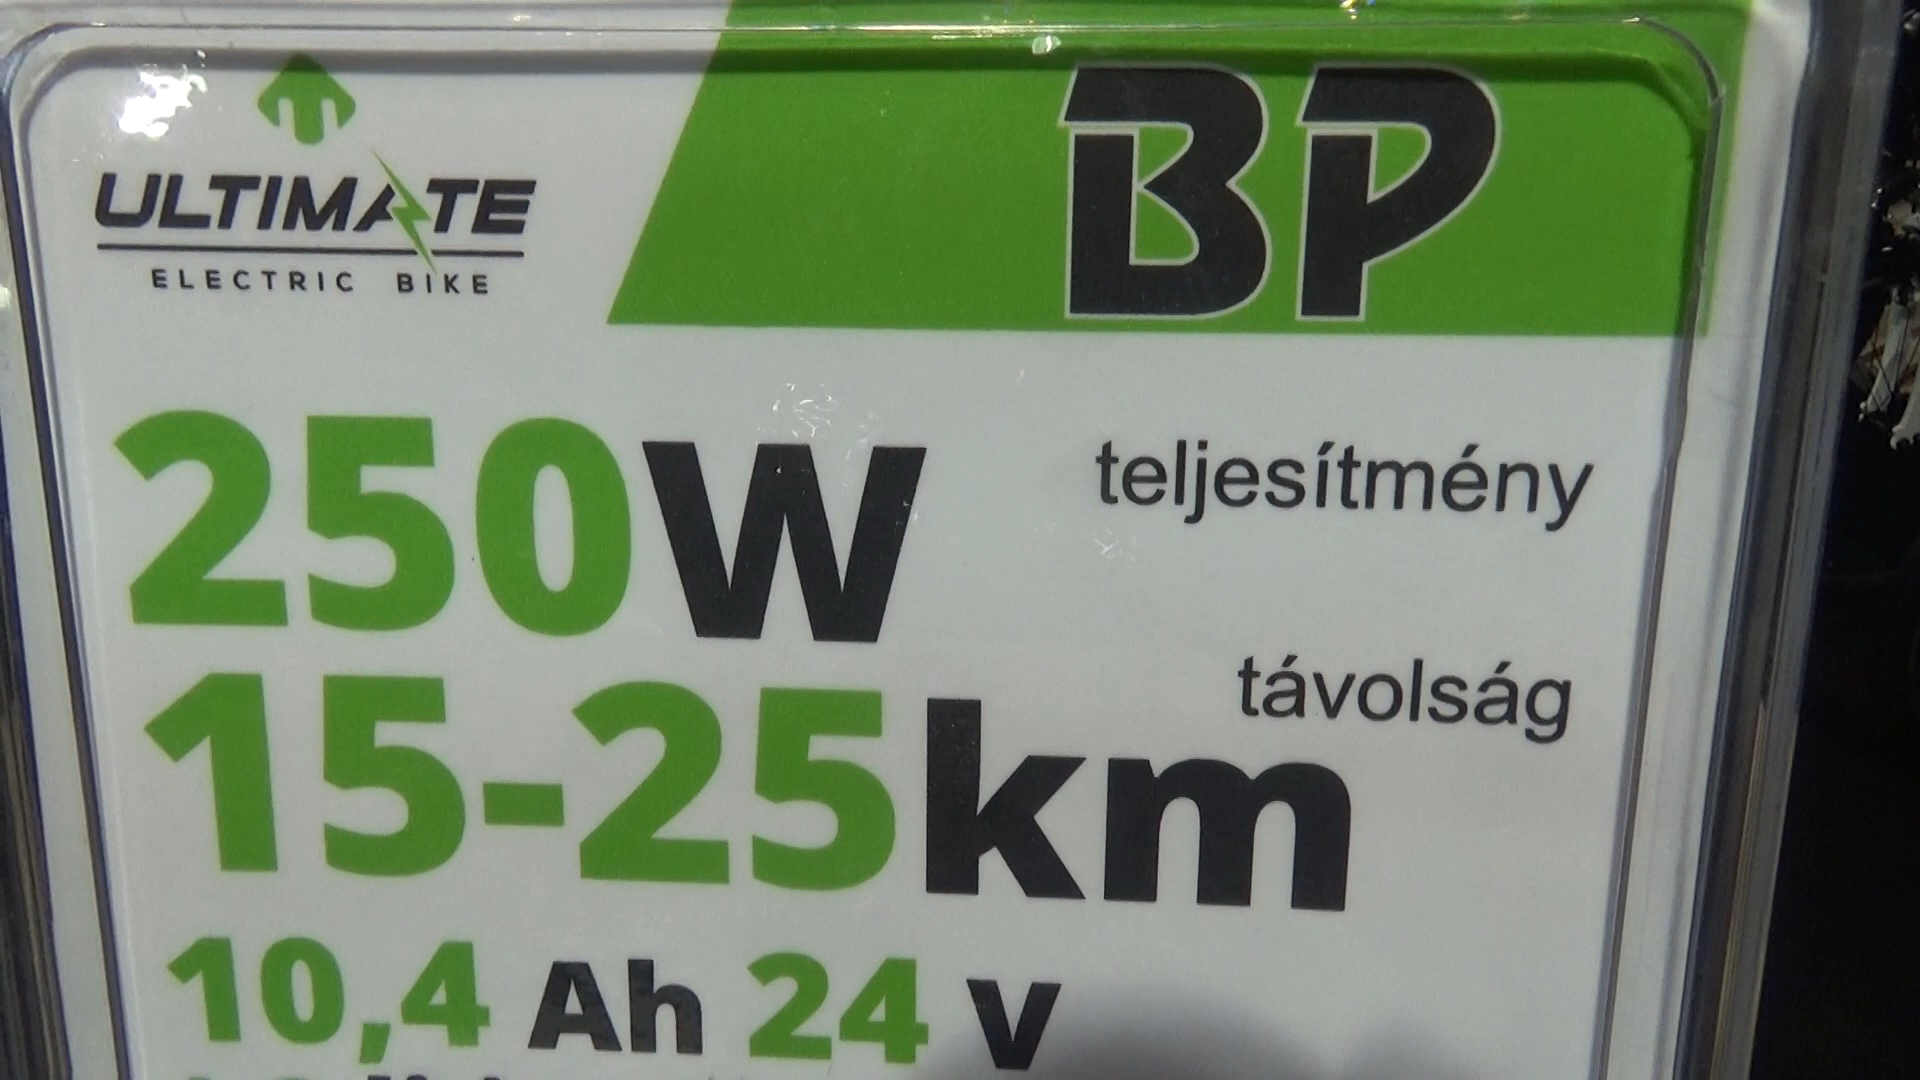 ULTIMATE
ELECTRIC BIKE
BP
250W teljesítmény
távolság
15-25km
10,4 Ah 24 V